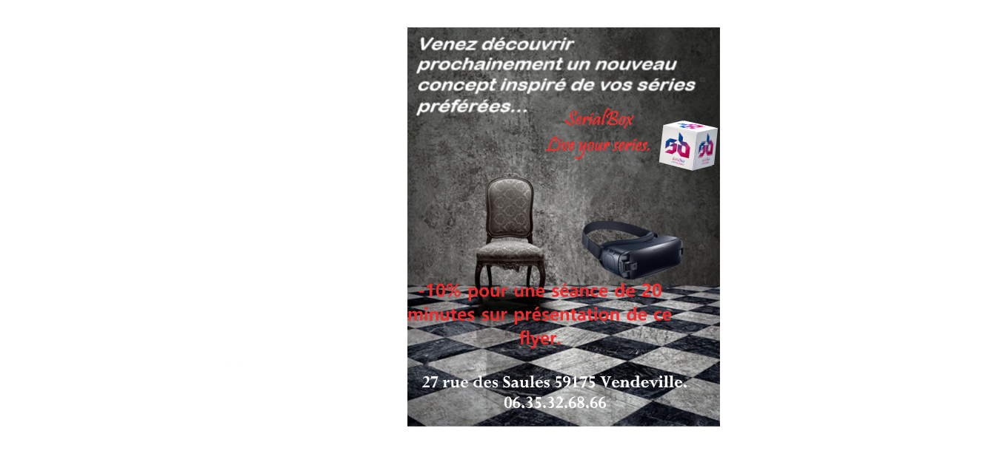 Venez découvrir
prochainement un nouveau
concept inspiré de vos séries
préférées...
SerialBox
Live your series.
-10% pour une séance de 20
minutes sur présentation de ce
flyer.
27 rue des Saules 59175 Vendeville.
06.35.32.68.66